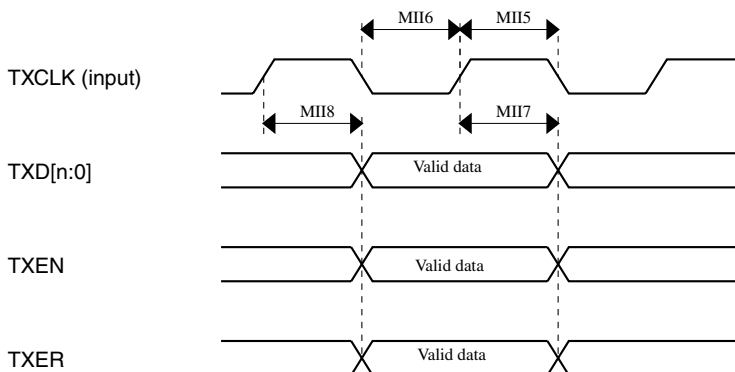 MII6 MII5
TXCLK (input)
MII8 MII7
TXD[n:0] Valid data
TXEN Valid data
TXER Valid data